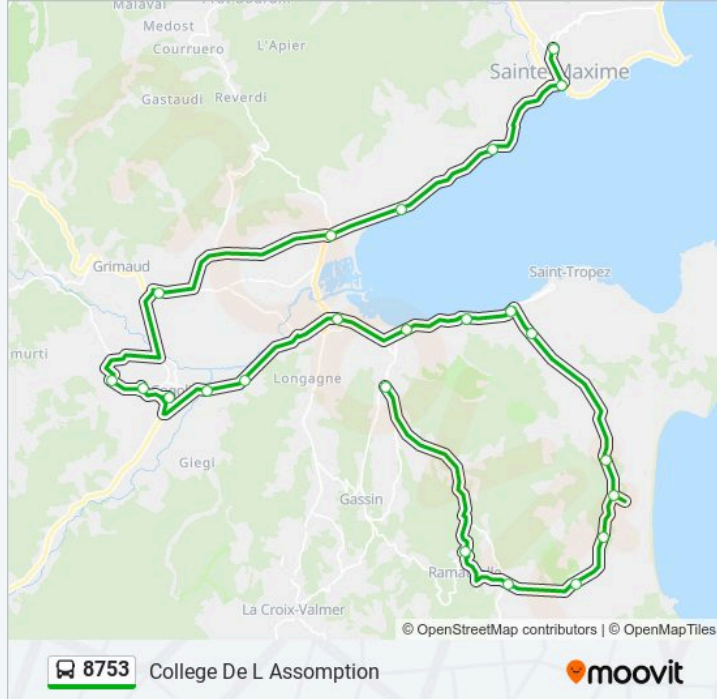 Malaval
Medost
Courruero
L'Apier
Gastaudi
Reverdi
Sainte-Maxime
Grimaud
Saint-Tropez
murti
Longagne
Giegi
Gassin
La Croix-Valmer
© OpenStreetMap contributors | © OpenMapTiles
8753 College De L Assomption
moovit